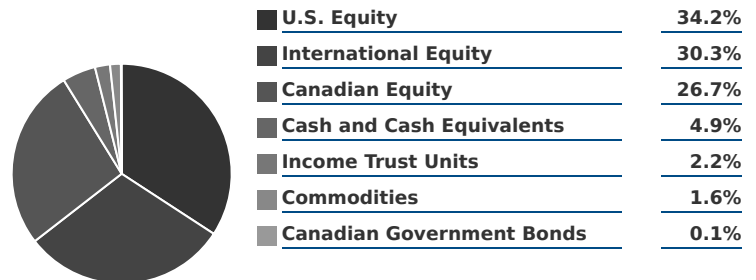 U.S. Equity 34.2%
International Equity 30.3%
Canadian Equity 26.7%
Cash and Cash Equivalents 4.9%
Income Trust Units 2.2%
Commodities 1.6%
Canadian Government Bonds 0.1%